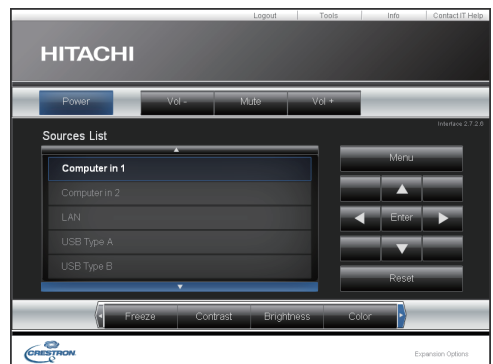 Logout Tools Info Contact IT Help
HITACHI
Power Vol - Mute Vol +
Interface 2.7.2.6
Sources List
Computer in 1
Computer in 2
LAN
USB Type A
USB Type B
Menu
Enter
Reset
Freeze Contrast Brightness Color
CRESTRON
Expansion Options